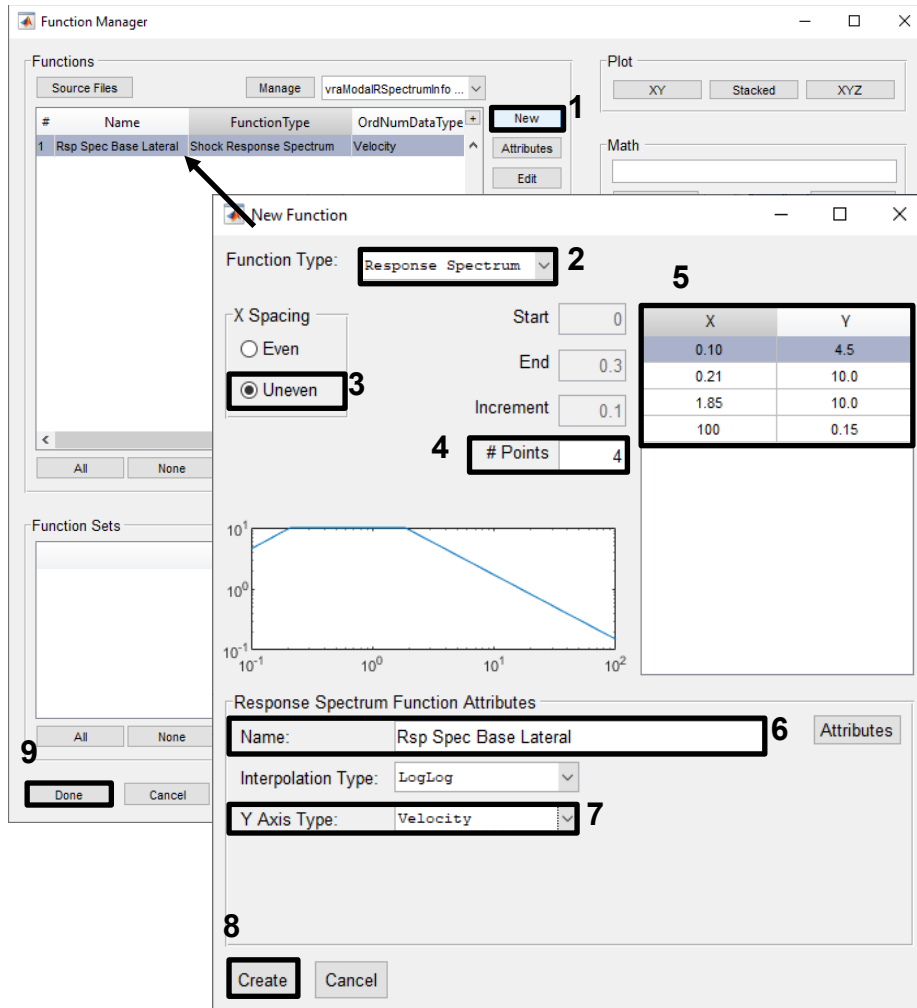 Function Manager
Functions
Source Files
Manage
vraModalRSpectrumInfo ...
# Name FunctionType OrdNumDataType +
1 Rsp Spec Base Lateral Shock Response Spectrum Velocity
New
1
Attributes
Edit
All
None
Plot
XY
Stacked
XYZ
Math
Function Sets
All
None
9
Done
Cancel
New Function
Function Type:
Response Spectrum
2
X Spacing
Even
Uneven
3
Start 0
End 0.3
Increment 0.1
4
# Points 4
5
X Y
0.10 4.5
0.21 10.0
1.85 10.0
100 0.15
10^1
10^0
10^-1
10^-1 10^0 10^1 10^2
Response Spectrum Function Attributes
Name: Rsp Spec Base Lateral
6
Attributes
Interpolation Type: LogLog
Y Axis Type: Velocity
7
8
Create
Cancel